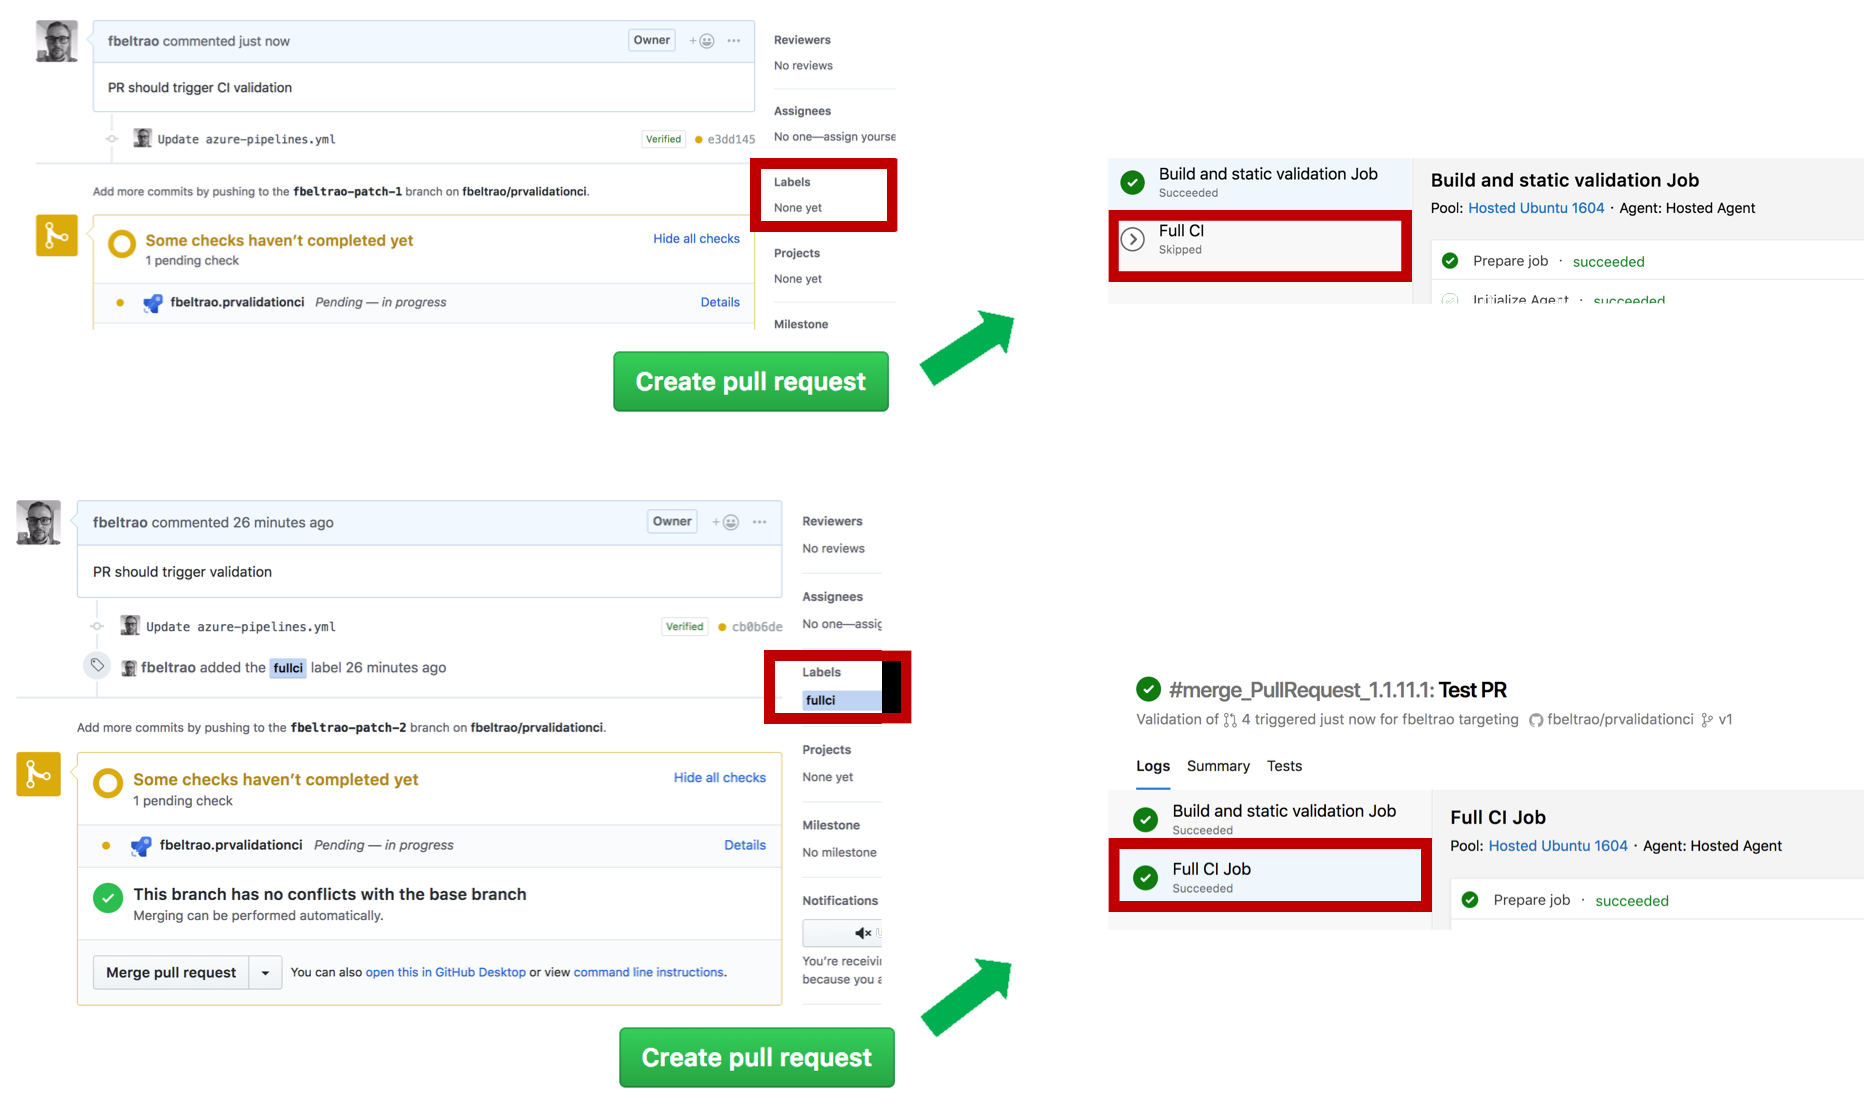 fbeltrao commented just now
Owner
PR should trigger CI validation
Update azure-pipelines.yml
Verified
e3dd145
Add more commits by pushing to the fbeltrao-patch-1 branch on fbeltrao/prvalidationci.
Some checks haven't completed yet
Hide all checks
1 pending check
fbeltrao.prvalidationci Pending — in progress
Details
Reviewers
No reviews
Assignees
No one—assign yourse
Labels
None yet
Projects
None yet
Milestone
Create pull request
Build and static validation Job
Succeeded
Full CI
Skipped
Build and static validation Job
Pool: Hosted Ubuntu 1604 · Agent: Hosted Agent
Prepare job · succeeded
Initialize Agent · succeeded
fbeltrao commented 26 minutes ago
Owner
PR should trigger validation
Update azure-pipelines.yml
Verified
cb0b6de
fbeltrao added the fullci label 26 minutes ago
Add more commits by pushing to the fbeltrao-patch-2 branch on fbeltrao/prvalidationci.
Some checks haven't completed yet
Hide all checks
1 pending check
fbeltrao.prvalidationci Pending — in progress
Details
This branch has no conflicts with the base branch
Merging can be performed automatically.
Merge pull request
You can also open this in GitHub Desktop or view command line instructions.
Reviewers
No reviews
Assignees
No one—assig
Labels
fullci
Projects
None yet
Milestone
No milestone
Notifications
You're receivi
because you a
Create pull request
#merge_PullRequest_1.1.11.1: Test PR
Validation of 4 triggered just now for fbeltrao targeting fbeltrao/prvalidationci v1
Logs Summary Tests
Build and static validation Job
Succeeded
Full CI Job
Succeeded
Full CI Job
Pool: Hosted Ubuntu 1604 · Agent: Hosted Agent
Prepare job · succeeded